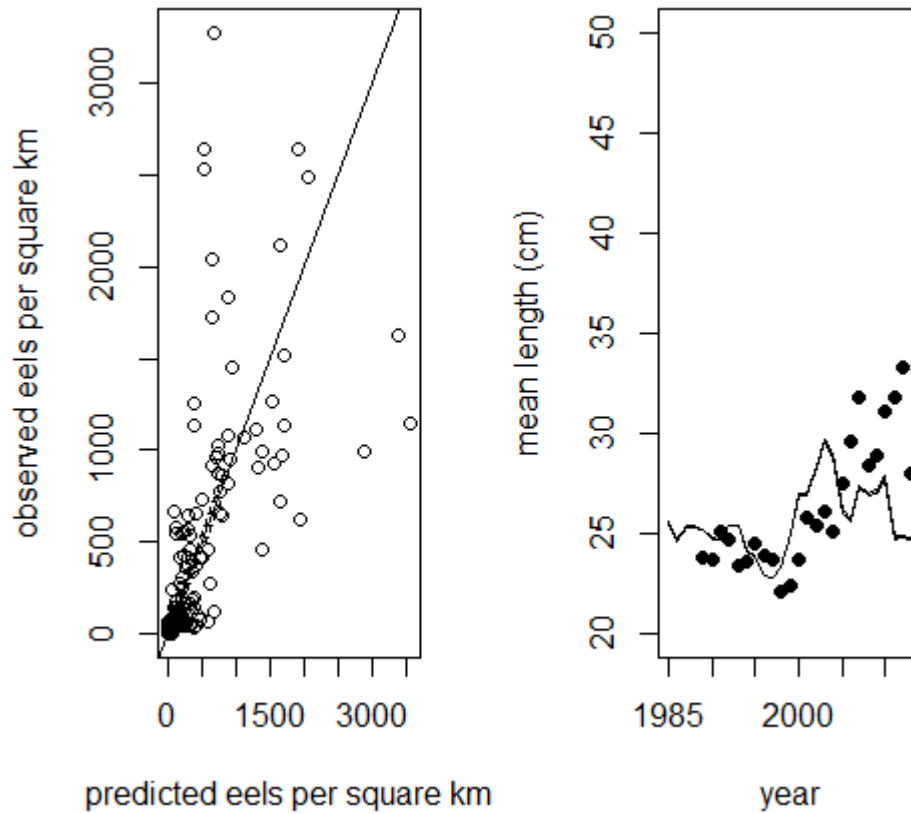 observed eels per square km
3000
2000
1000
500
0
0 1500 3000
predicted eels per square km
mean length (cm)
50
45
40
35
30
25
20
1985 2000
year